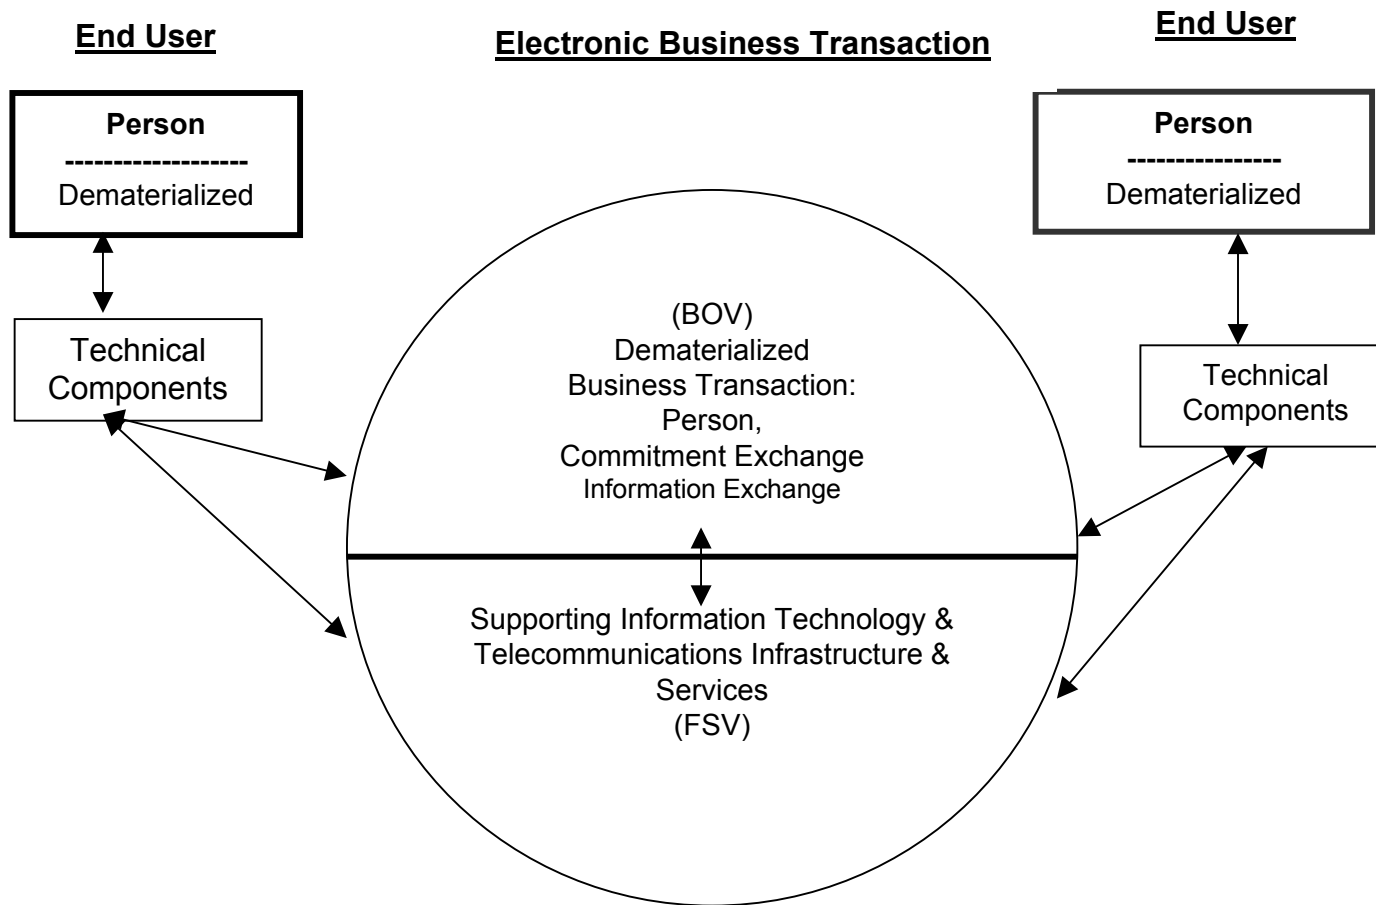 End User
Electronic Business Transaction
End User
Person
-------------------
Dematerialized
Person
----------------
Dematerialized
Technical
Components
(BOV)
Dematerialized
Business Transaction:
Person,
Commitment Exchange
Information Exchange
Technical
Components
Supporting Information Technology &
Telecommunications Infrastructure &
Services
(FSV)